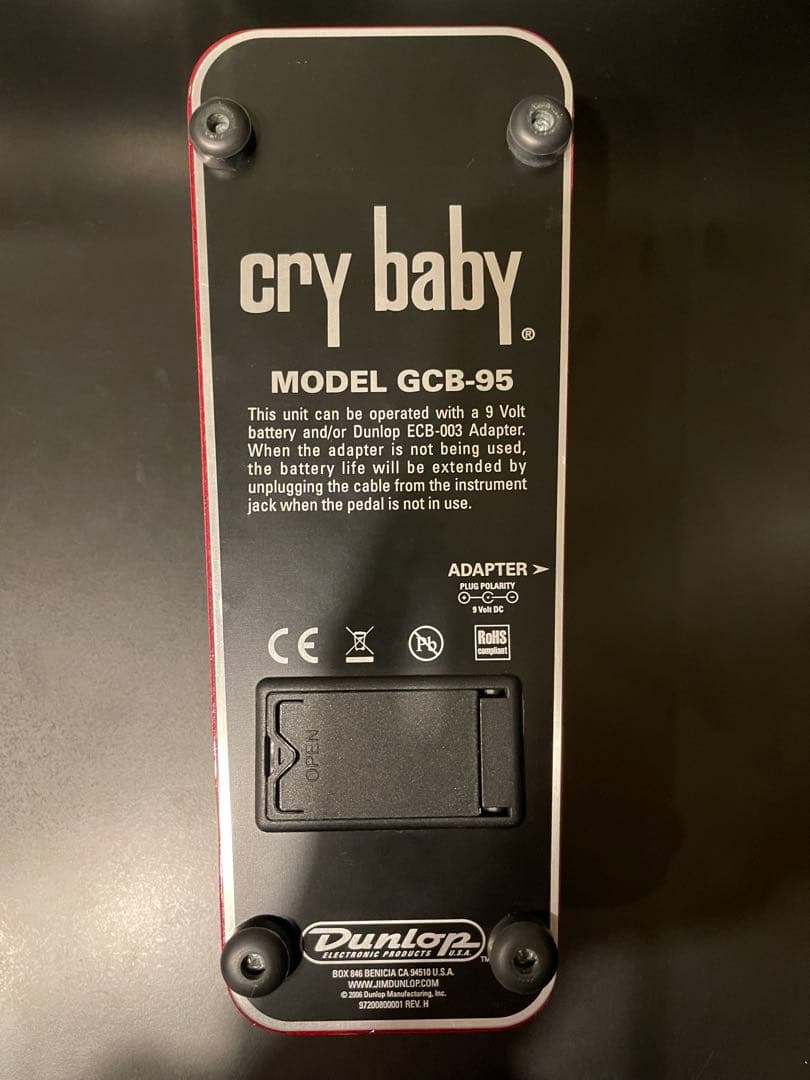 cry baby®
MODEL GCB-95
This unit can be operated with a 9 Volt
battery and/or Dunlop ECB-003 Adapter.
When the adapter is not being used,
the battery life will be extended by
unplugging the cable from the instrument
jack when the pedal is not in use.
ADAPTER
PLUG POLARITY
9 Volt DC
CE
Pb
RoHS
compliant
OPEN
Dunlop
ELECTRONIC PRODUCTS U.S.A.
TM
BOX 846 BENICIA CA 94510 U.S.A.
WWW.JIMDUNLOP.COM
© 2006 Dunlop Manufacturing, Inc.
97200800001 REV. H